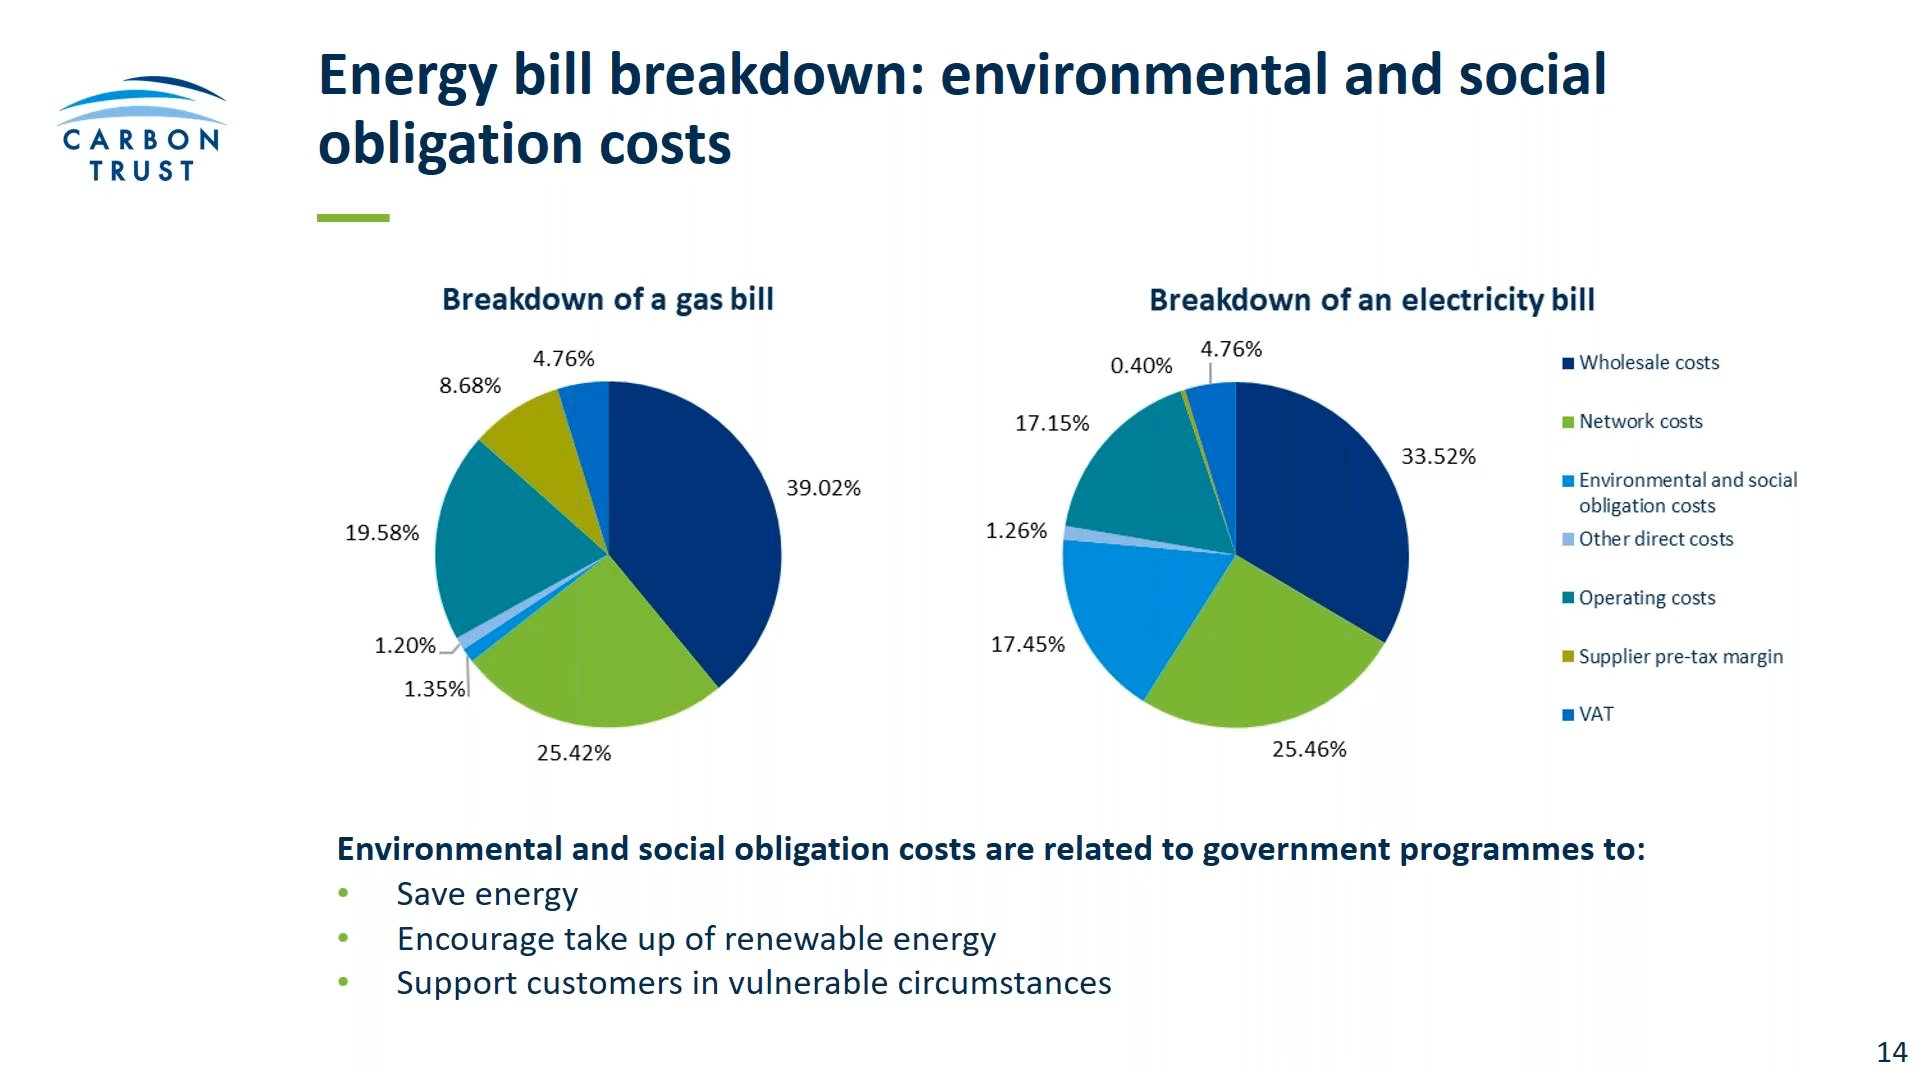 CARBON
TRUST
Energy bill breakdown: environmental and social
obligation costs
Breakdown of a gas bill
4.76%
8.68%
39.02%
19.58%
1.20%
1.35%
25.42%
Breakdown of an electricity bill
4.76%
0.40%
17.15%
33.52%
1.26%
17.45%
25.46%
Wholesale costs
Network costs
Environmental and social
obligation costs
Other direct costs
Operating costs
Supplier pre-tax margin
VAT
Environmental and social obligation costs are related to government programmes to:
• Save energy
• Encourage take up of renewable energy
• Support customers in vulnerable circumstances
14